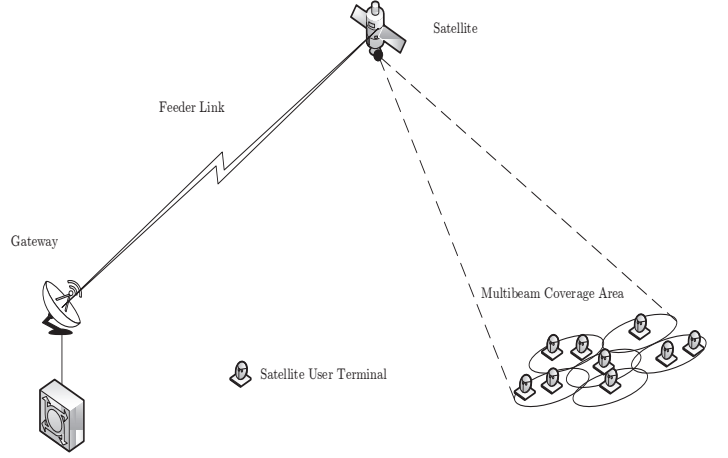 Satellite
Feeder Link
Gateway
Multibeam Coverage Area
Satellite User Terminal